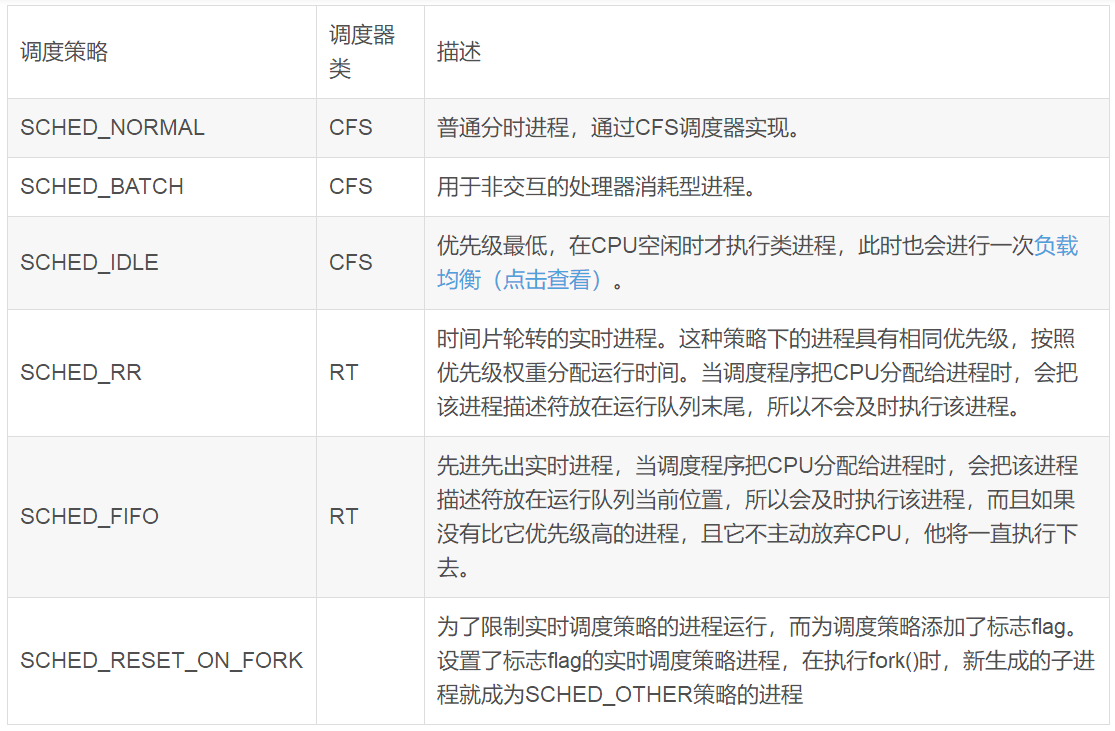 调度策略
调度器
类
描述
SCHED_NORMAL
CFS
普通分时进程，通过CFS调度器实现。
SCHED_BATCH
CFS
用于非交互的处理器消耗型进程。
SCHED_IDLE
CFS
优先级最低，在CPU空闲时才执行类进程，此时也会进行一次负载
均衡（点击查看）。
SCHED_RR
RT
时间片轮转的实时进程。这种策略下的进程具有相同优先级，按照
优先级权重分配运行时间。当调度程序把CPU分配给进程时，会把
该进程描述符放在运行队列末尾，所以不会及时执行该进程。
SCHED_FIFO
RT
先进先出实时进程，当调度程序把CPU分配给进程时，会把该进程
描述符放在运行队列当前位置，所以会及时执行该进程，而且如果
没有比它优先级高的进程，且它不主动放弃CPU，他将一直执行下
去。
SCHED_RESET_ON_FORK
为了限制实时调度策略的进程运行，而为调度策略添加了标志flag。
设置了标志flag的实时调度策略进程，在执行fork()时，新生成的子进
程就成为SCHED_OTHER策略的进程